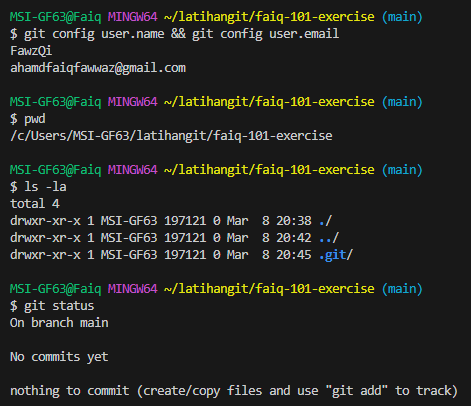 MSI-GF63@Faiq MINGW64 ~/latihangit/faiq-101-exercise (main)
$ git config user.name && git config user.email
FawzQi
ahamdfaiqfawwaz@gmail.com

MSI-GF63@Faiq MINGW64 ~/latihangit/faiq-101-exercise (main)
$ pwd
/c/Users/MSI-GF63/latihangit/faiq-101-exercise

MSI-GF63@Faiq MINGW64 ~/latihangit/faiq-101-exercise (main)
$ ls -la
total 4
drwxr-xr-x 1 MSI-GF63 197121 0 Mar  8 20:38 ./
drwxr-xr-x 1 MSI-GF63 197121 0 Mar  8 20:42 ../
drwxr-xr-x 1 MSI-GF63 197121 0 Mar  8 20:45 .git/

MSI-GF63@Faiq MINGW64 ~/latihangit/faiq-101-exercise (main)
$ git status
On branch main

No commits yet

nothing to commit (create/copy files and use "git add" to track)